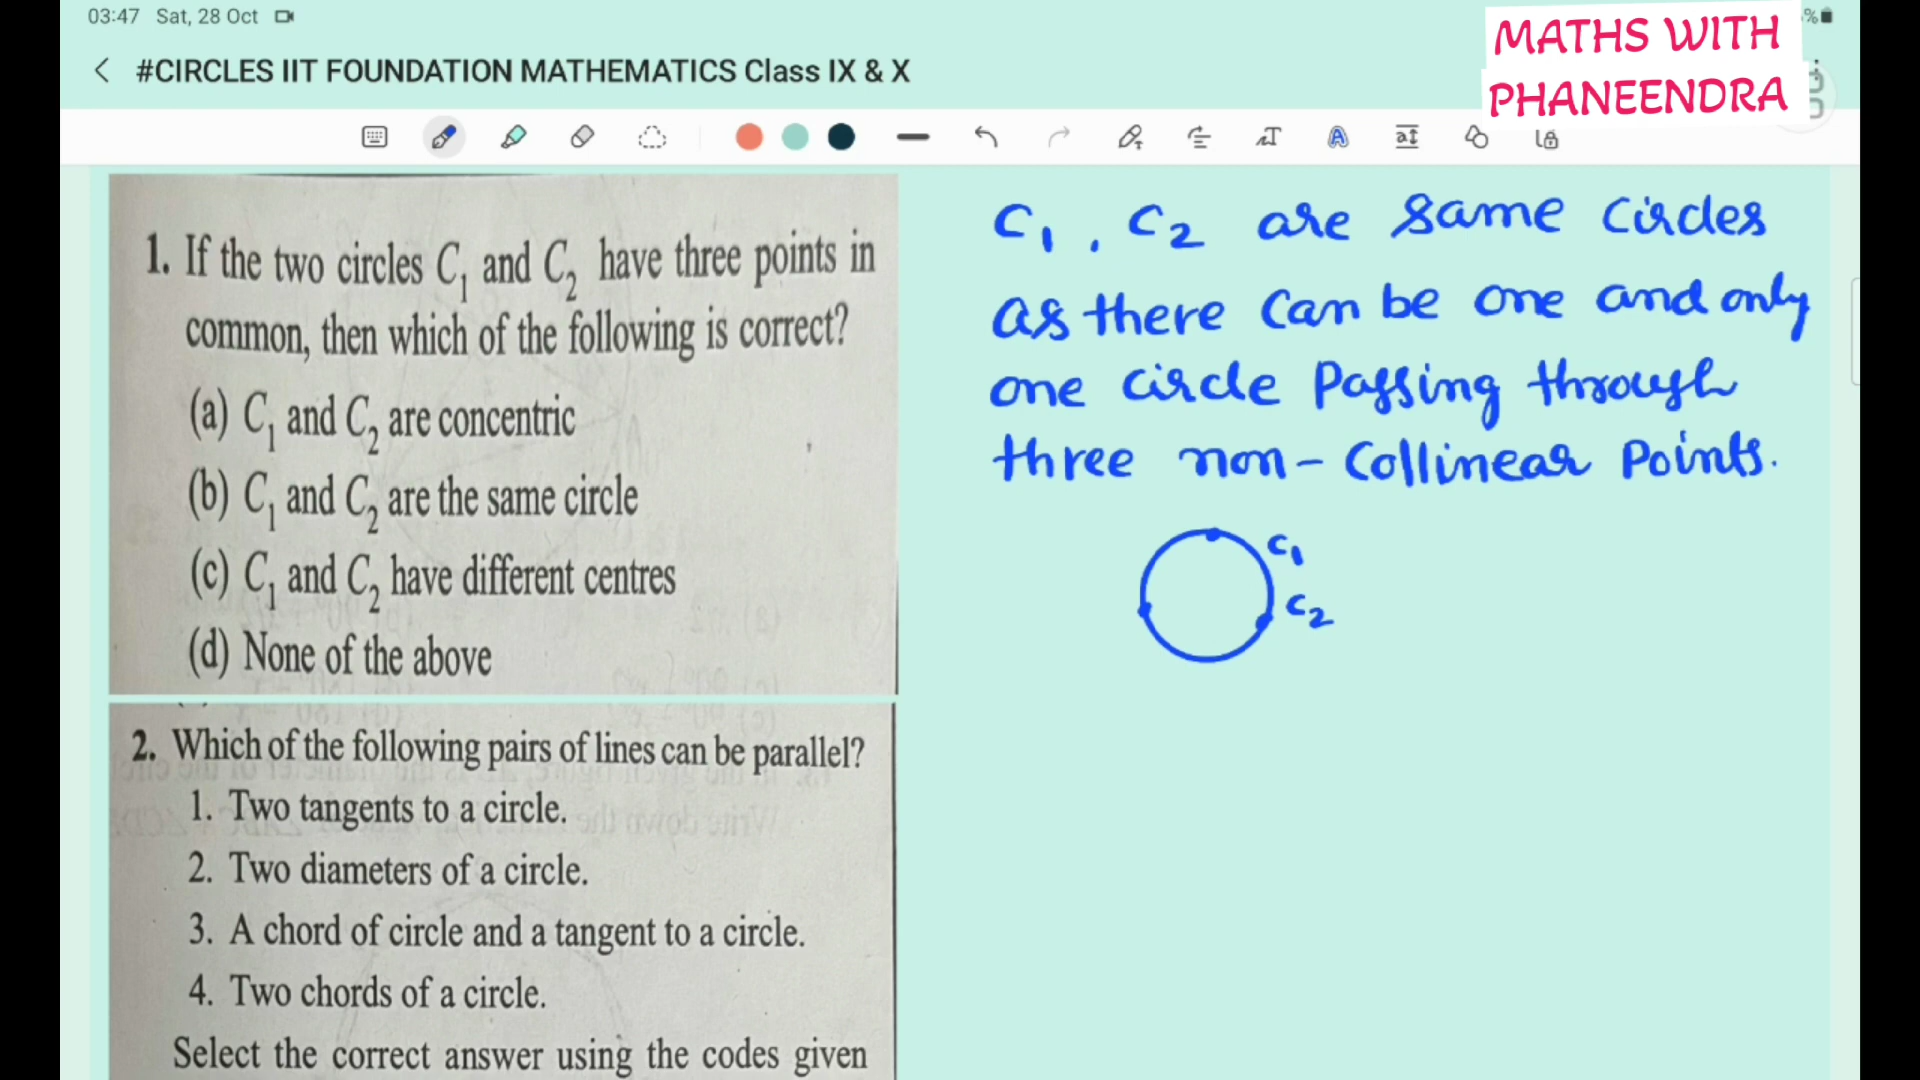 03:47 Sat, 28 Oct
%
MATHS WITH
PHANEENDRA
#CIRCLES IIT FOUNDATION MATHEMATICS Class IX & X
1. If the two circles C₁ and C₂ have three points in
common, then which of the following is correct?
(a) C₁ and C₂ are concentric
(b) C₁ and C₂ are the same circle
(c) C₁ and C₂ have different centres
(d) None of the above
C₁, C₂ are same circles
as there can be one and only
one circle passing through
three non-collinear points.
C₁
C₂
2. Which of the following pairs of lines can be parallel?
1. Two tangents to a circle.
2. Two diameters of a circle.
3. A chord of circle and a tangent to a circle.
4. Two chords of a circle.
Select the correct answer using the codes given